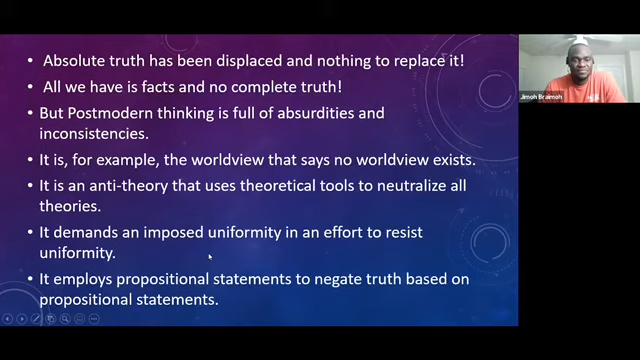 • Absolute truth has been displaced and nothing to replace it!
• All we have is facts and no complete truth!
• But Postmodern thinking is full of absurdities and
inconsistencies.
• It is, for example, the worldview that says no worldview exists.
• It is an anti-theory that uses theoretical tools to neutralize all
theories.
• It demands an imposed uniformity in an effort to resist
uniformity.
• It employs propositional statements to negate truth based on
propositional statements.
Jimoh Braimoh